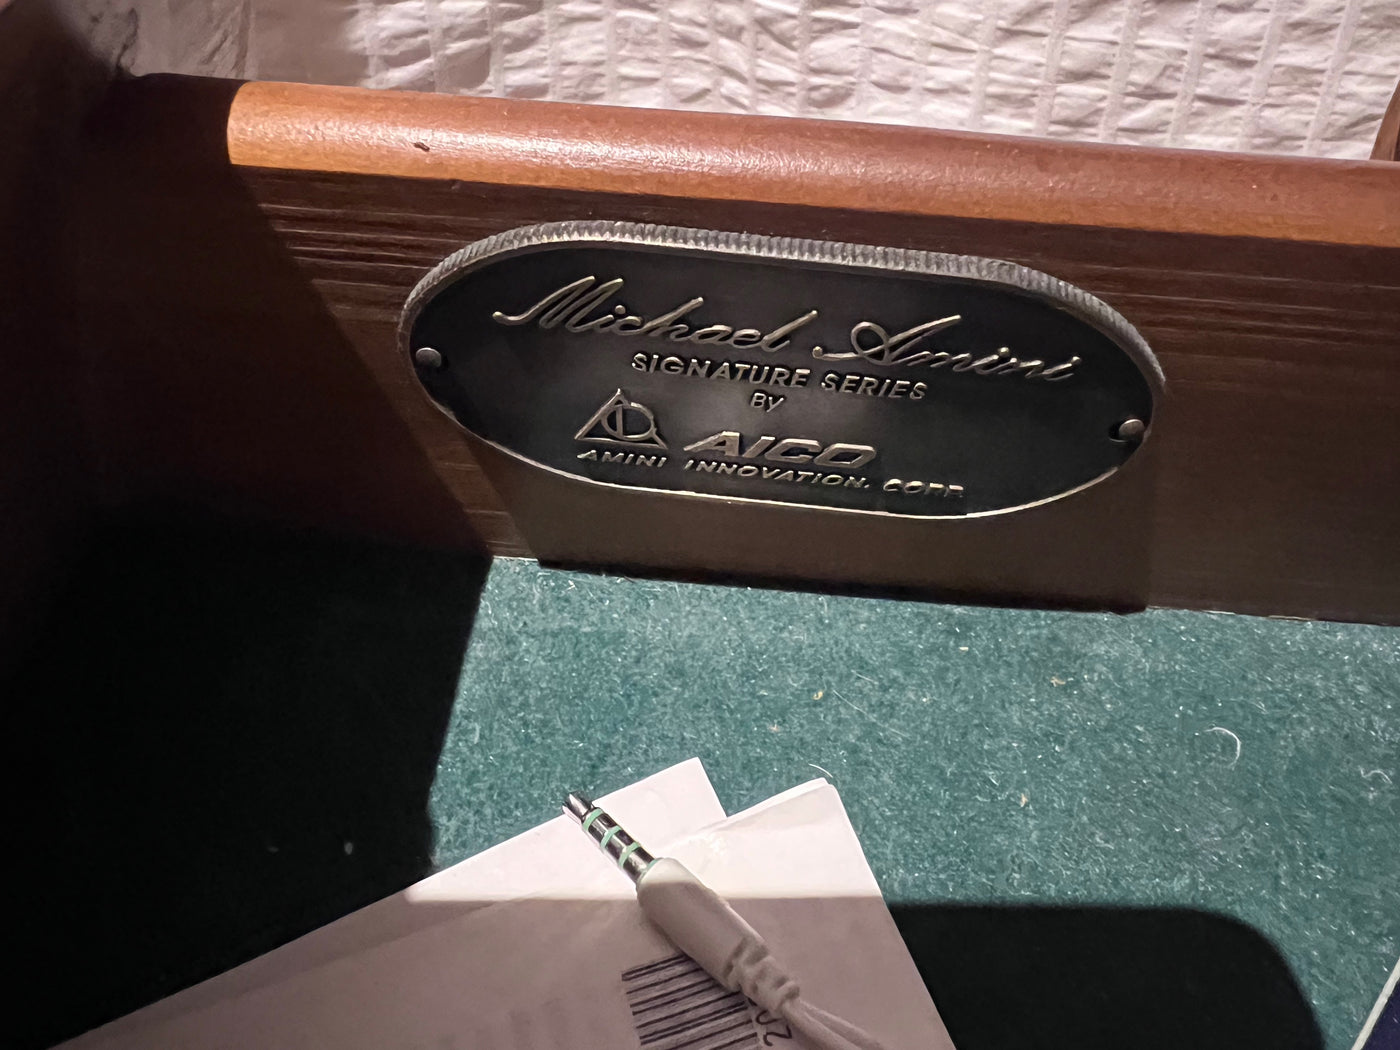 Michael Amini
SIGNATURE SERIES
By
AICO
AMINI INNOVATION, CORP.